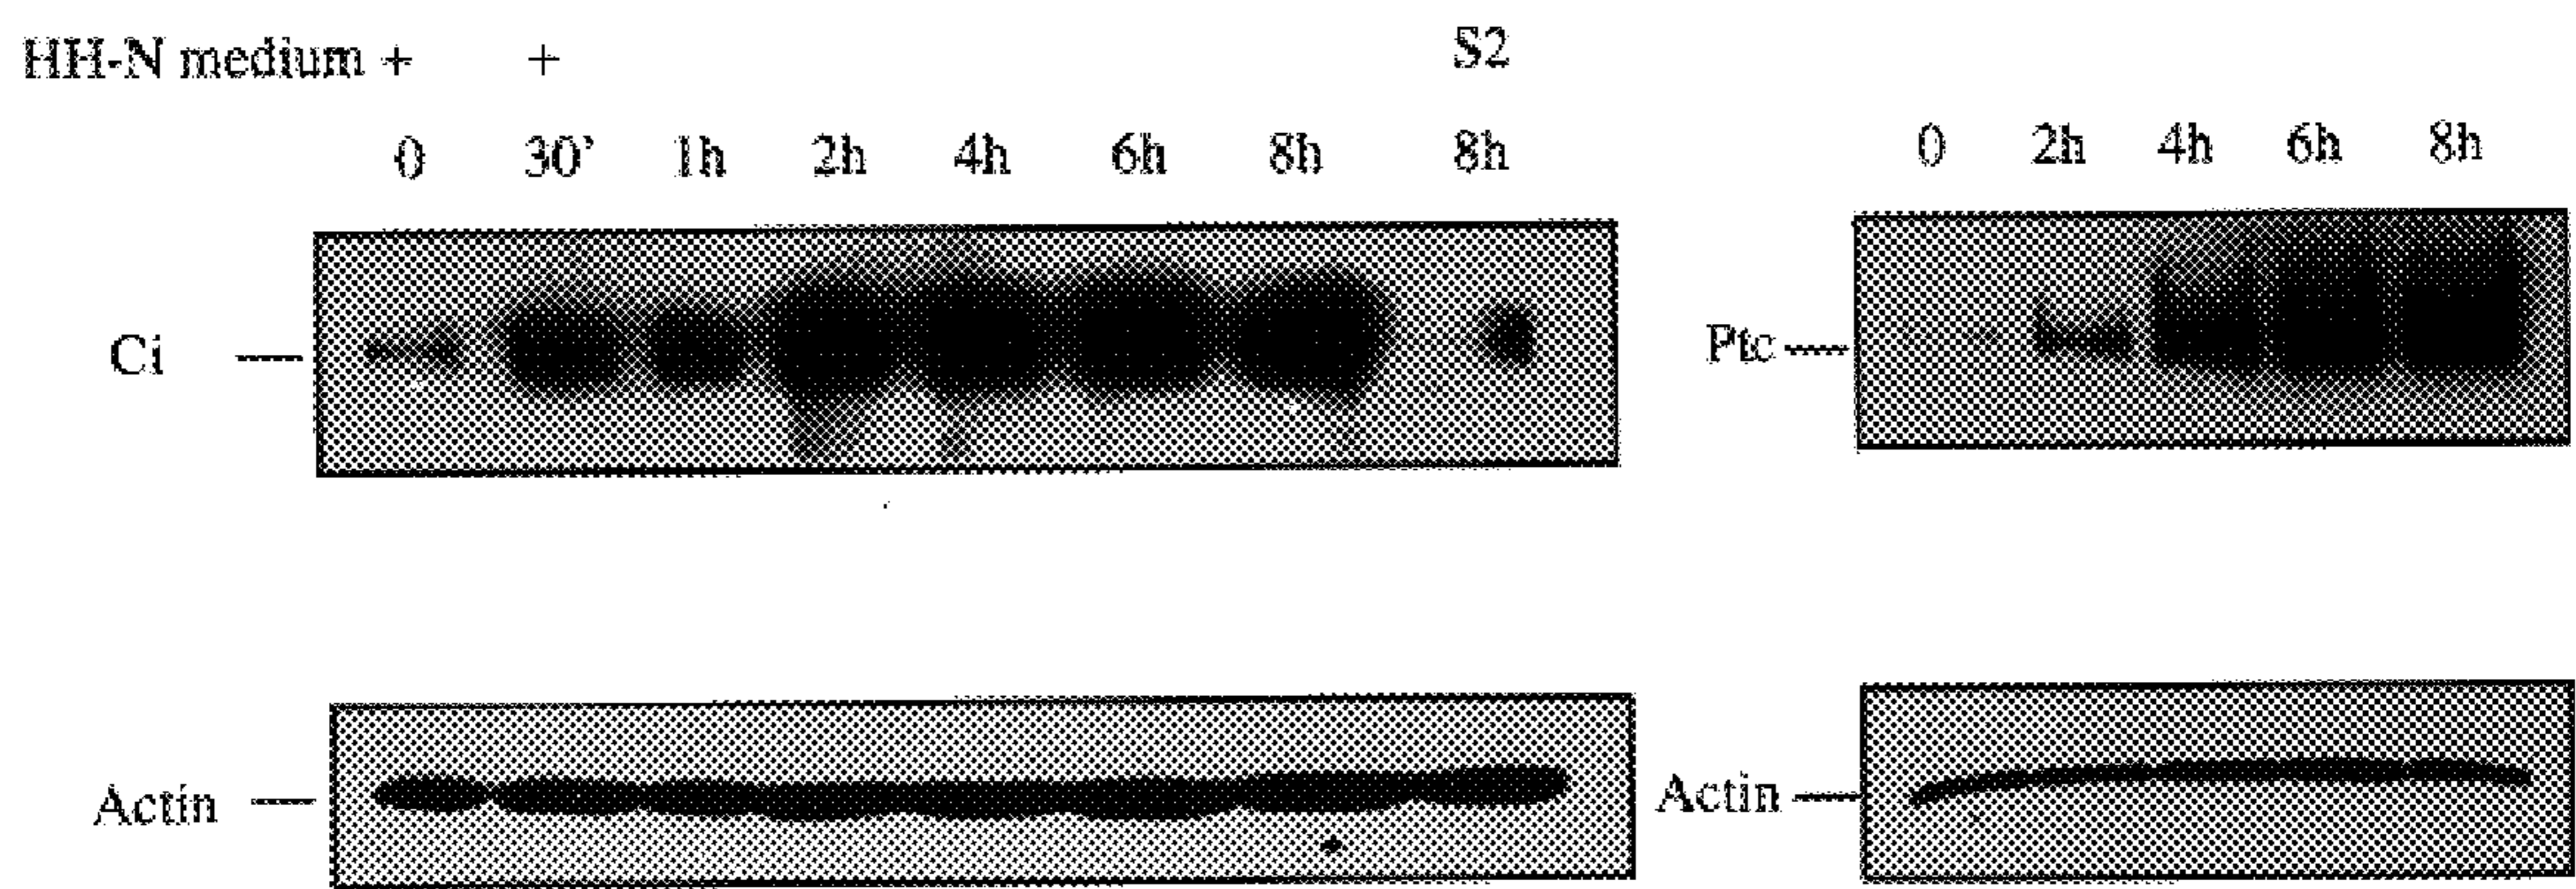 HH-N medium + + S2
0 30' 1h 2h 4h 6h 8h 8h 0 2h 4h 6h 8h
Ci Ptc
Actin Actin